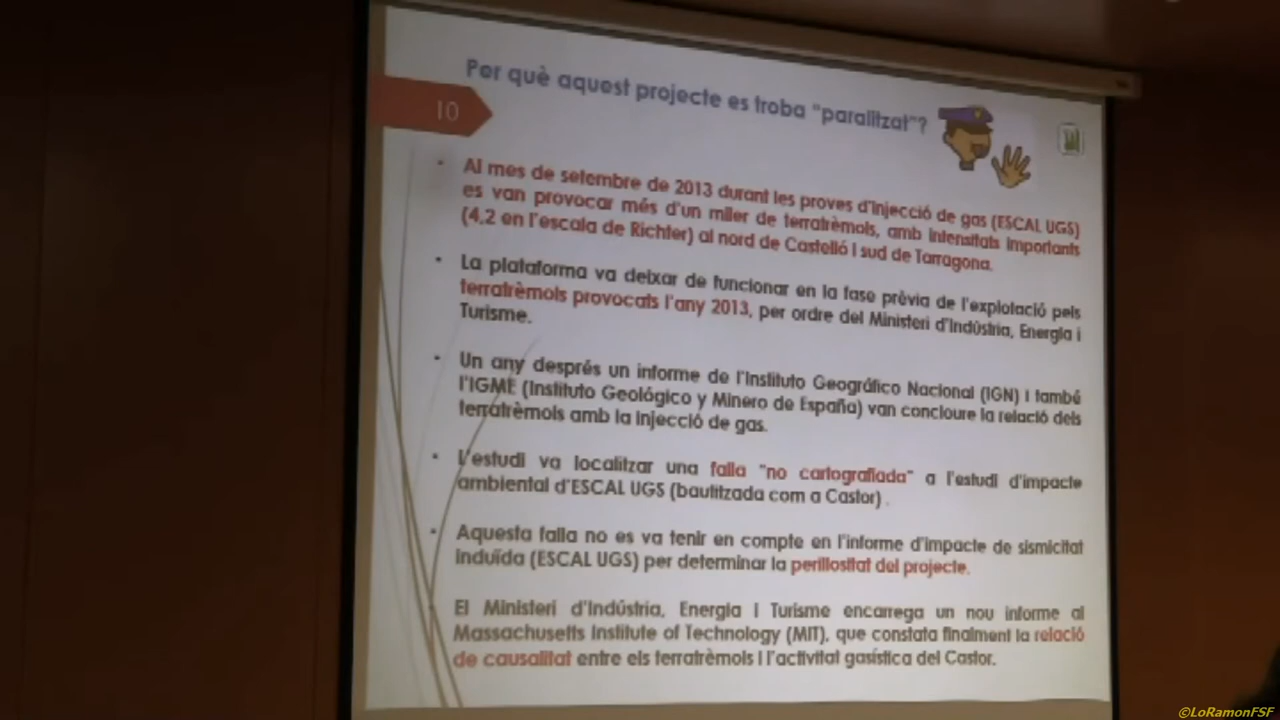 Per què aquest projecte es troba "paralitzat"?
10
• Al mes de setembre de 2013 durant les proves d'injecció de gas (ESCAL UGS)
es van provocar més d'un miler de terratrèmols, amb intensitats importants
(4,2 en l'escala de Richter) al nord de Castelló i sud de Tarragona.
• La plataforma va deixar de funcionar en la fase prèvia de l'explotació pels
terratrèmols provocats l'any 2013, per ordre del Ministeri d'Indústria, Energia i
Turisme.
• Un any després un informe de l'Instituto Geográfico Nacional (IGN) i també
l'IGME (Instituto Geológico y Minero de España) van concloure la relació dels
terratrèmols amb la injecció de gas.
• L'estudi va localitzar una falla "no cartografiada" a l'estudi d'impacte
ambiental d'ESCAL UGS (bautitzada com a Castor) .
• Aquesta falla no es va tenir en compte en l'informe d'impacte de sismicitat
induïda (ESCAL UGS) per determinar la perillositat del projecte.
El Ministeri d'Indústria, Energia i Turisme encarrega un nou informe al
Massachusetts Institute of Technology (MIT), que constata finalment la relació
de causalitat entre els terratrèmols i l'activitat gasística del Castor.
©LoRamonFSF